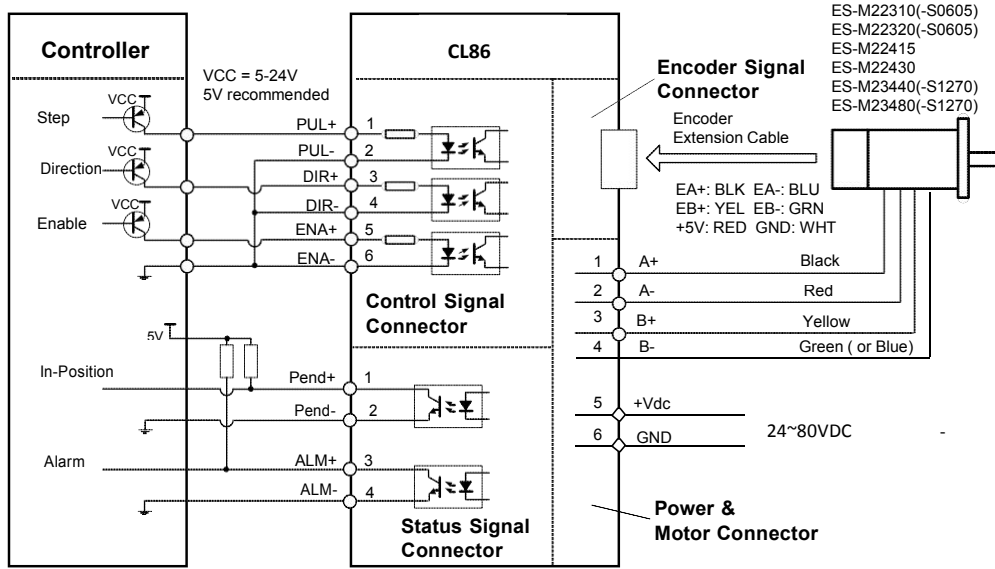 Controller
VCC = 5-24V
5V recommended
VCC
Step
VCC
Direction
VCC
Enable
5V
In-Position
Alarm
CL86
PUL+ 1
PUL- 2
DIR+ 3
DIR- 4
ENA+ 5
ENA- 6
Control Signal
Connector
Pend+ 1
Pend- 2
ALM+ 3
ALM- 4
Status Signal
Connector
Encoder Signal
Connector
Encoder
Extension Cable
EA+: BLK EA-: BLU
EB+: YEL EB-: GRN
+5V: RED GND: WHT
ES-M22310(-S0605)
ES-M22320(-S0605)
ES-M22415
ES-M22430
ES-M23440(-S1270)
ES-M23480(-S1270)
1 A+ Black
2 A- Red
3 B+ Yellow
4 B- Green ( or Blue)
5 +Vdc
6 GND
24~80VDC -
Power &
Motor Connector